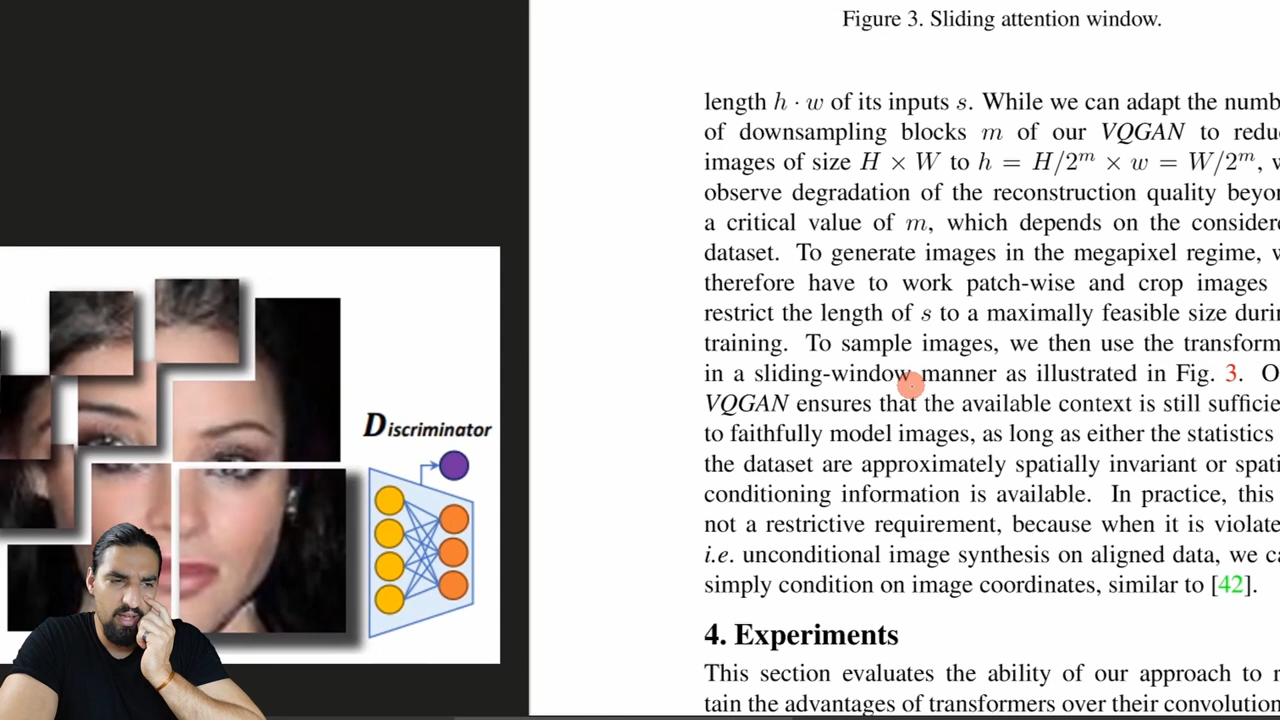 Discriminator
Figure 3. Sliding attention window.
length h · w of its inputs s. While we can adapt the numb
of downsampling blocks m of our VQGAN to redu
images of size H × W to h = H/2^m × w = W/2^m, w
observe degradation of the reconstruction quality beyon
a critical value of m, which depends on the considere
dataset. To generate images in the megapixel regime, w
therefore have to work patch-wise and crop images
restrict the length of s to a maximally feasible size durin
training. To sample images, we then use the transform
in a sliding-window manner as illustrated in Fig. 3. O
VQGAN ensures that the available context is still sufficie
to faithfully model images, as long as either the statistics
the dataset are approximately spatially invariant or spati
conditioning information is available. In practice, this
not a restrictive requirement, because when it is violate
i.e. unconditional image synthesis on aligned data, we ca
simply condition on image coordinates, similar to [42].
4. Experiments
This section evaluates the ability of our approach to r
tain the advantages of transformers over their convolution